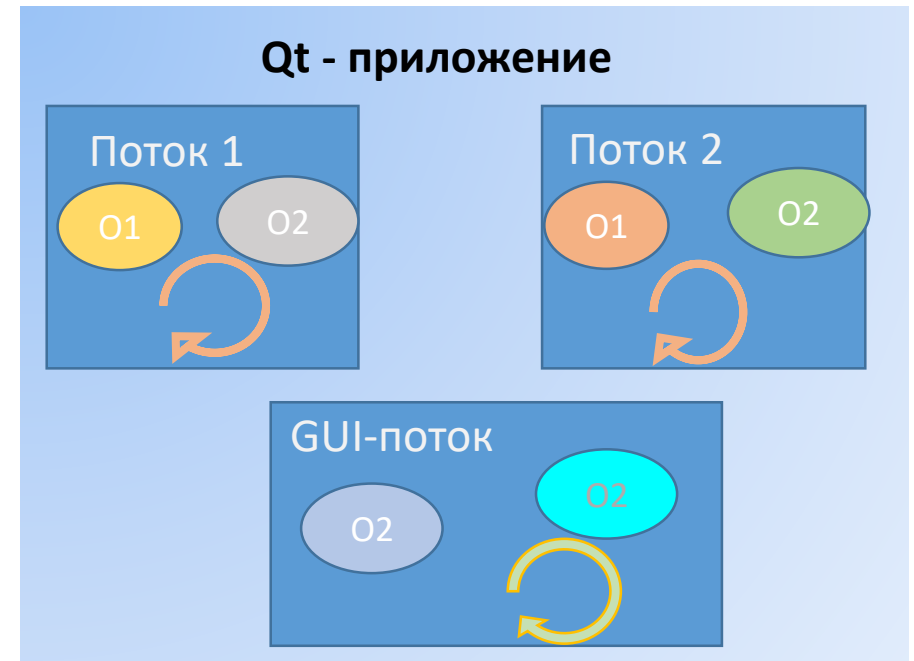 Qt - приложение
Поток 1
O1
O2
Поток 2
O1
O2
GUI-поток
O2
O2